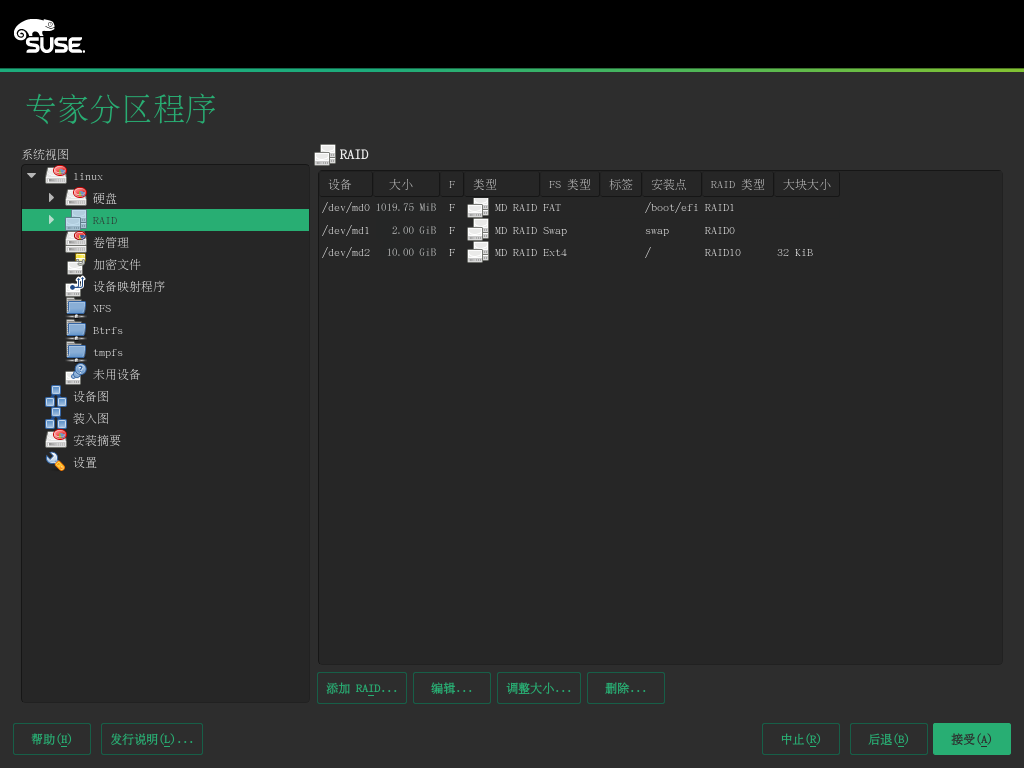 SUSE
专家分区程序
系统视图
linux
硬盘
RAID
卷管理
加密文件
设备映射程序
NFS
Btrfs
tmpfs
未用设备
设备图
装入图
安装摘要
设置
RAID
设备 大小 F 类型 FS 类型 标签 安装点 RAID 类型 大块大小
/dev/md0 1019.75 MiB F MD RAID FAT /boot/efi RAID1
/dev/md1 2.00 GiB F MD RAID Swap swap RAID0
/dev/md2 10.00 GiB F MD RAID Ext4 / RAID10 32 KiB
添加 RAID... 编辑... 调整大小... 删除...
帮助(H) 发行说明(L)... 中止(R) 后退(B) 接受(A)